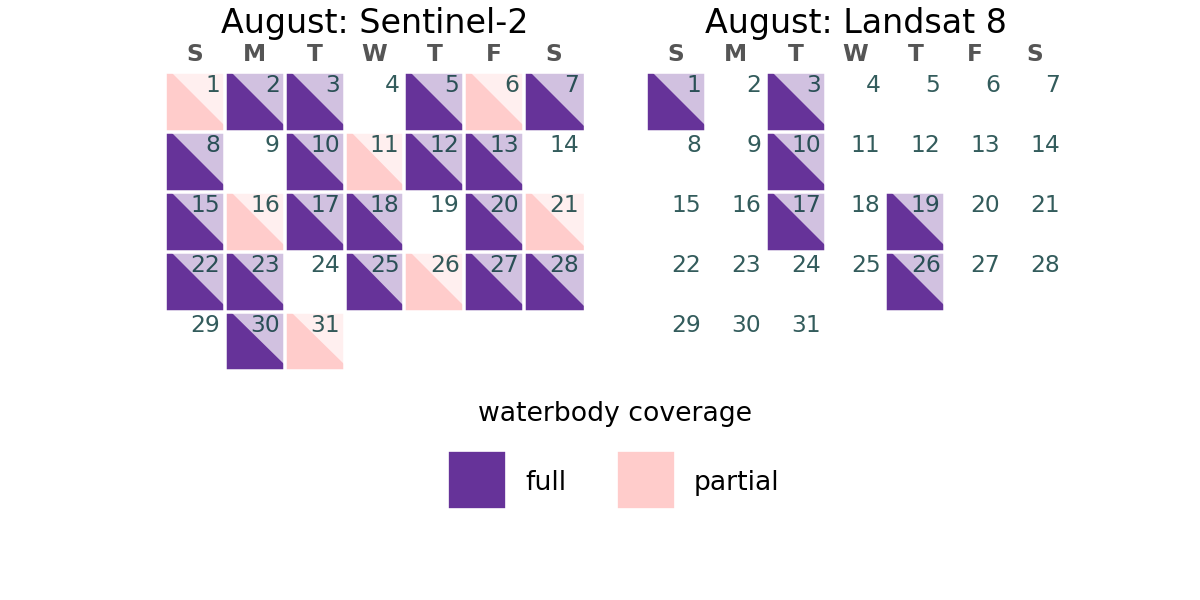 August: Sentinel-2
S M T W T F S
1 2 3 4 5 6 7
8 9 10 11 12 13 14
15 16 17 18 19 20 21
22 23 24 25 26 27 28
29 30 31
August: Landsat 8
S M T W T F S
1 2 3 4 5 6 7
8 9 10 11 12 13 14
15 16 17 18 19 20 21
22 23 24 25 26 27 28
29 30 31
waterbody coverage
full partial